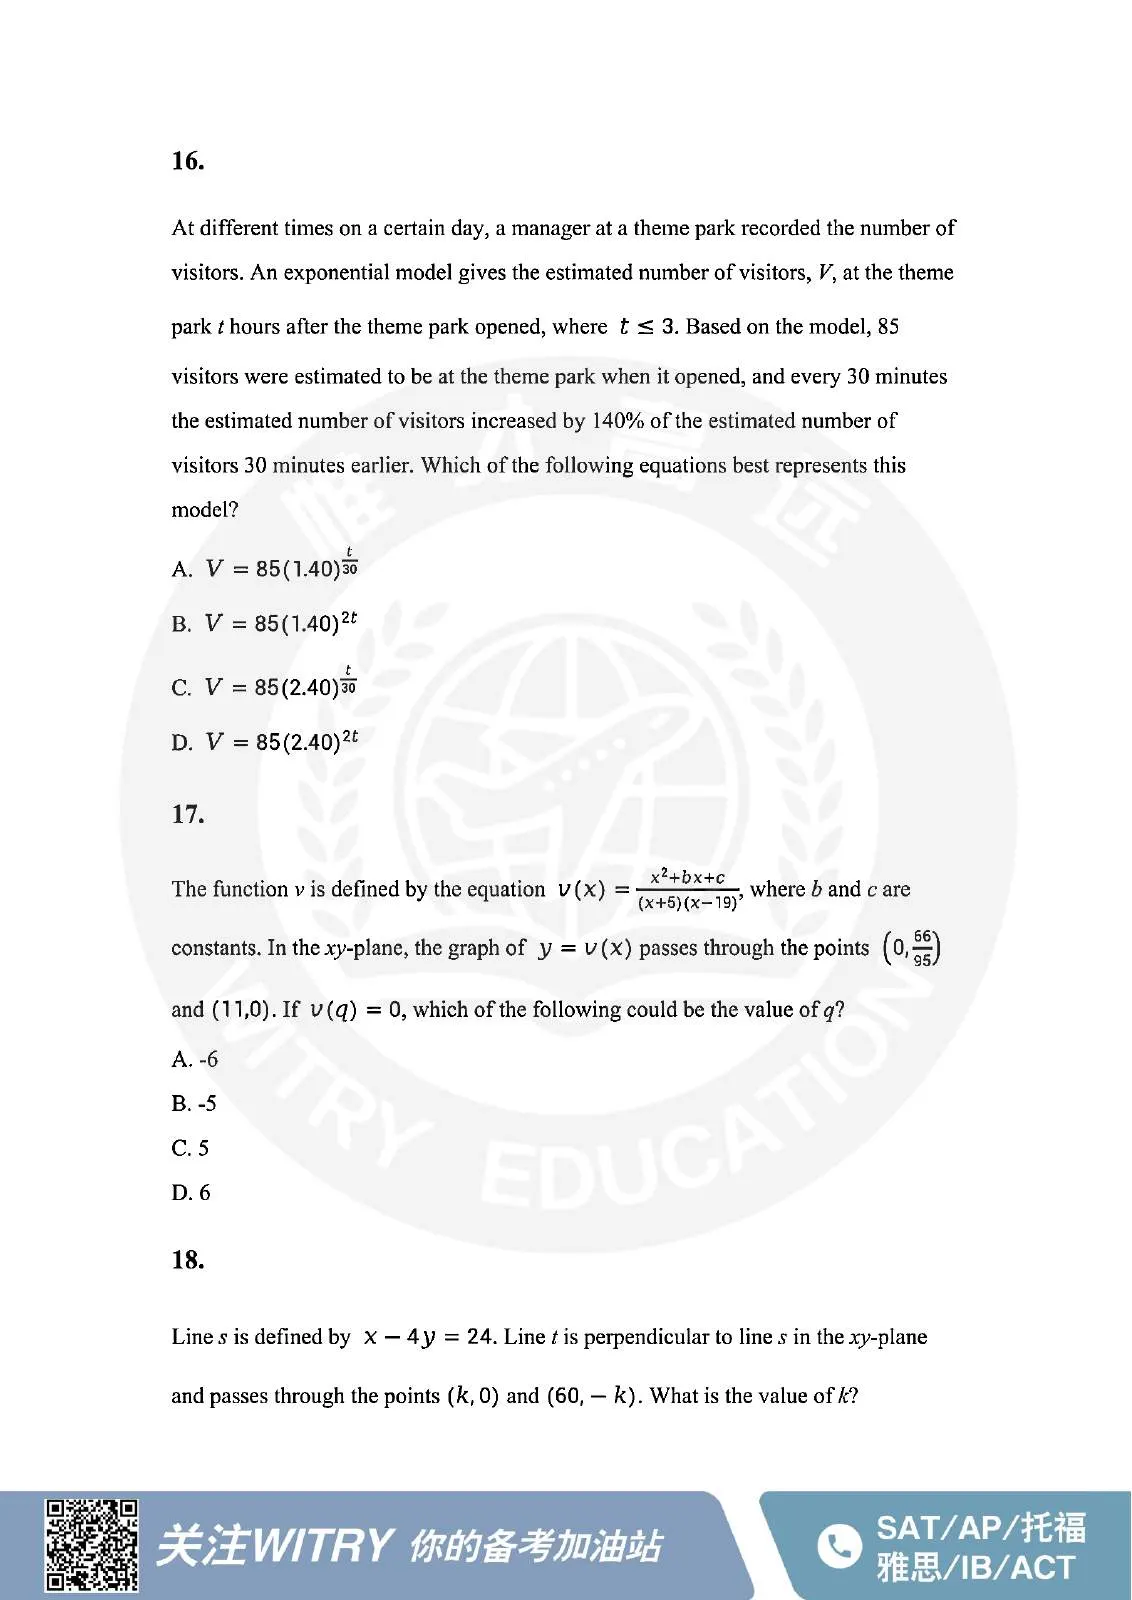 16.
At different times on a certain day, a manager at a theme park recorded the number of
visitors. An exponential model gives the estimated number of visitors, V, at the theme
park t hours after the theme park opened, where t ≤ 3. Based on the model, 85
visitors were estimated to be at the theme park when it opened, and every 30 minutes
the estimated number of visitors increased by 140% of the estimated number of
visitors 30 minutes earlier. Which of the following equations best represents this
model?
A. V = 85(1.40)^(t/30)
B. V = 85(1.40)^(2t)
C. V = 85(2.40)^(t/30)
D. V = 85(2.40)^(2t)
17.
The function v is defined by the equation v(x) = (x²+bx+c)/((x+5)(x−19)), where b and c are
constants. In the xy-plane, the graph of y = v(x) passes through the points (0, 66/95)
and (11,0). If v(q) = 0, which of the following could be the value of q?
A. -6
B. -5
C. 5
D. 6
18.
Line s is defined by x − 4y = 24. Line t is perpendicular to line s in the xy-plane
and passes through the points (k, 0) and (60, − k). What is the value of k?
惟才言远
WITRY EDUCATION
关注WITRY 你的备考加油站
SAT/AP/托福
雅思/IB/ACT